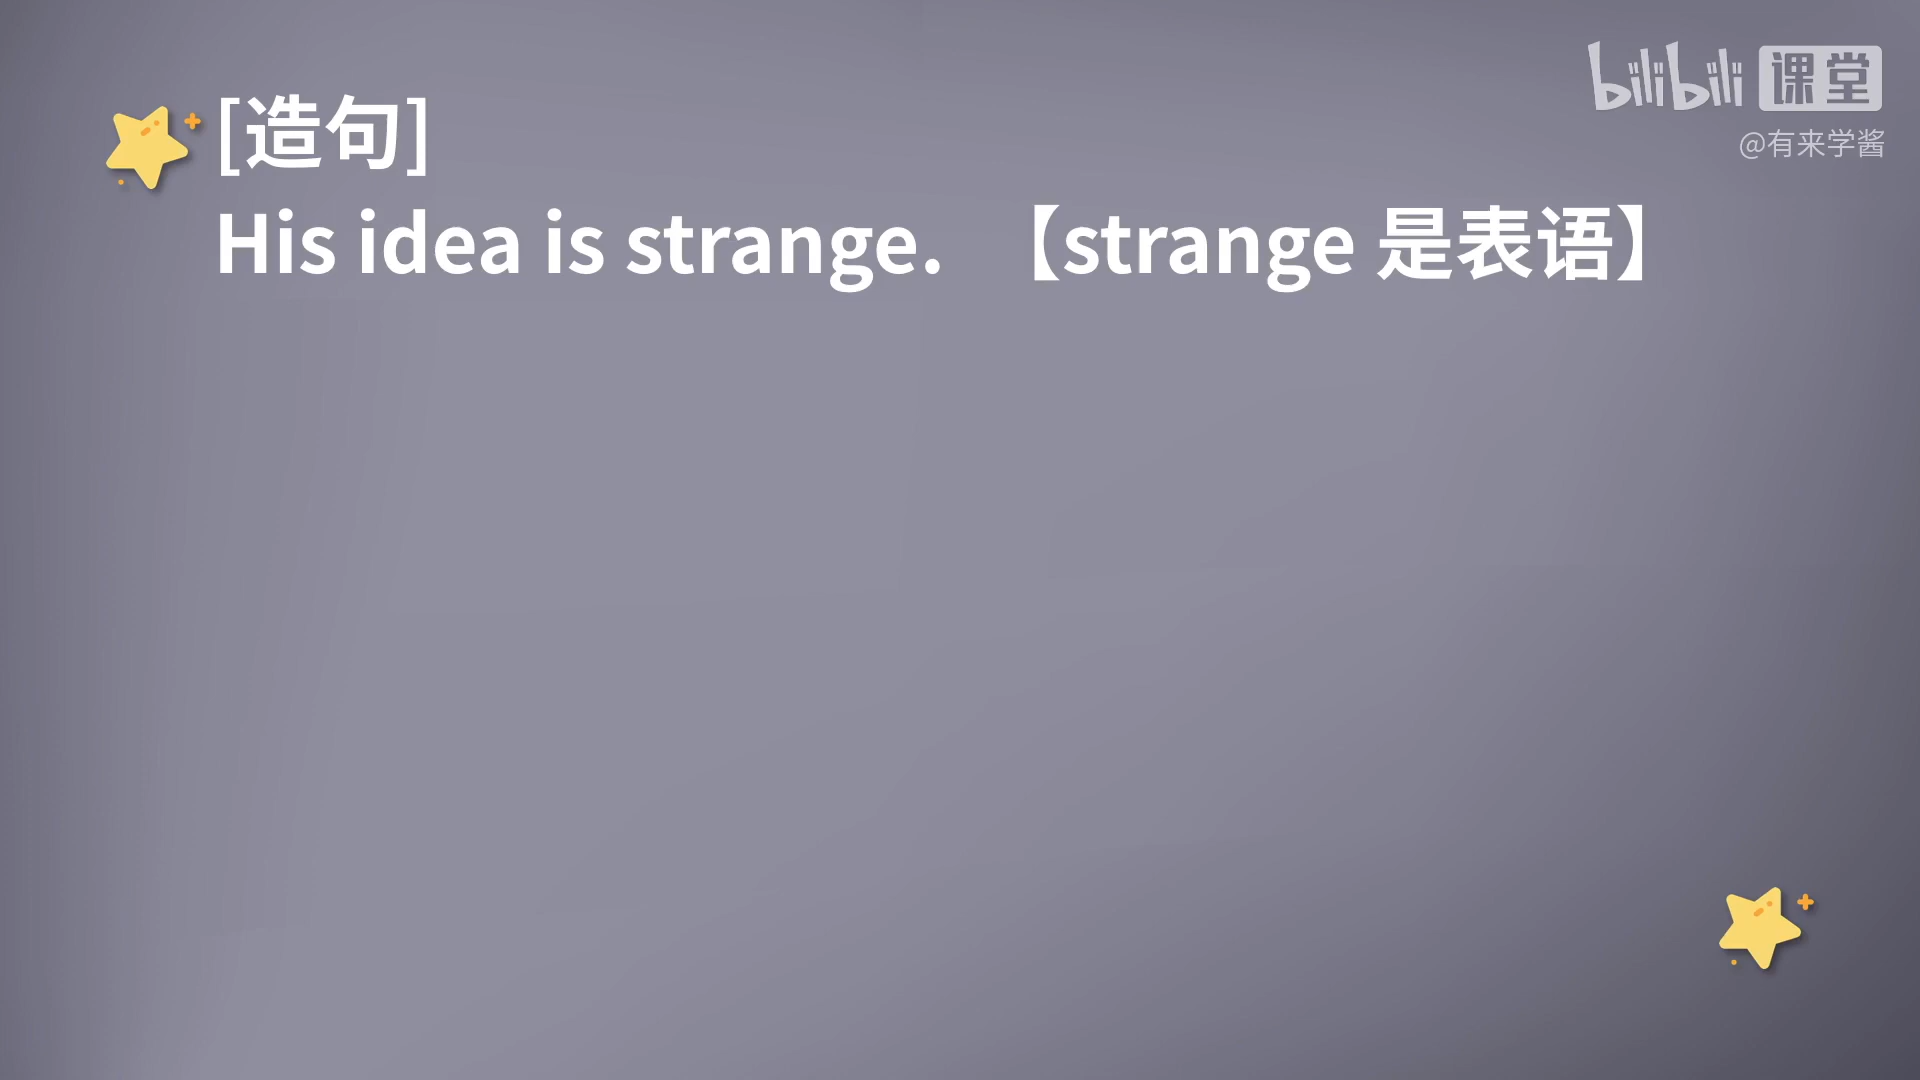 bilibili 课堂
@有来学酱
[造句]
His idea is strange. 【strange 是表语】